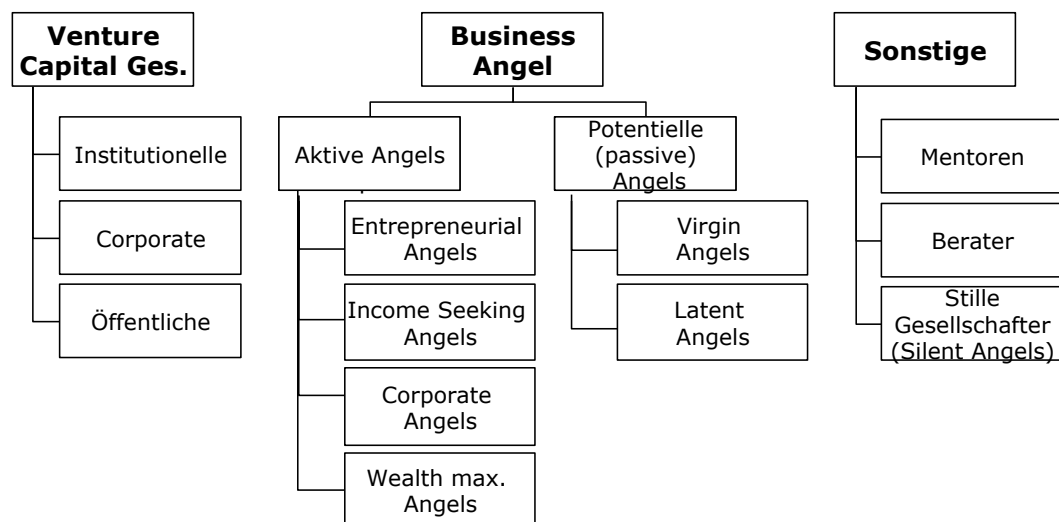 Venture
Capital Ges.
Institutionelle
Corporate
Öffentliche
Business
Angel
Aktive Angels
Entrepreneurial
Angels
Income Seeking
Angels
Corporate
Angels
Wealth max.
Angels
Potentielle
(passive)
Angels
Virgin
Angels
Latent
Angels
Sonstige
Mentoren
Berater
Stille
Gesellschafter
(Silent Angels)